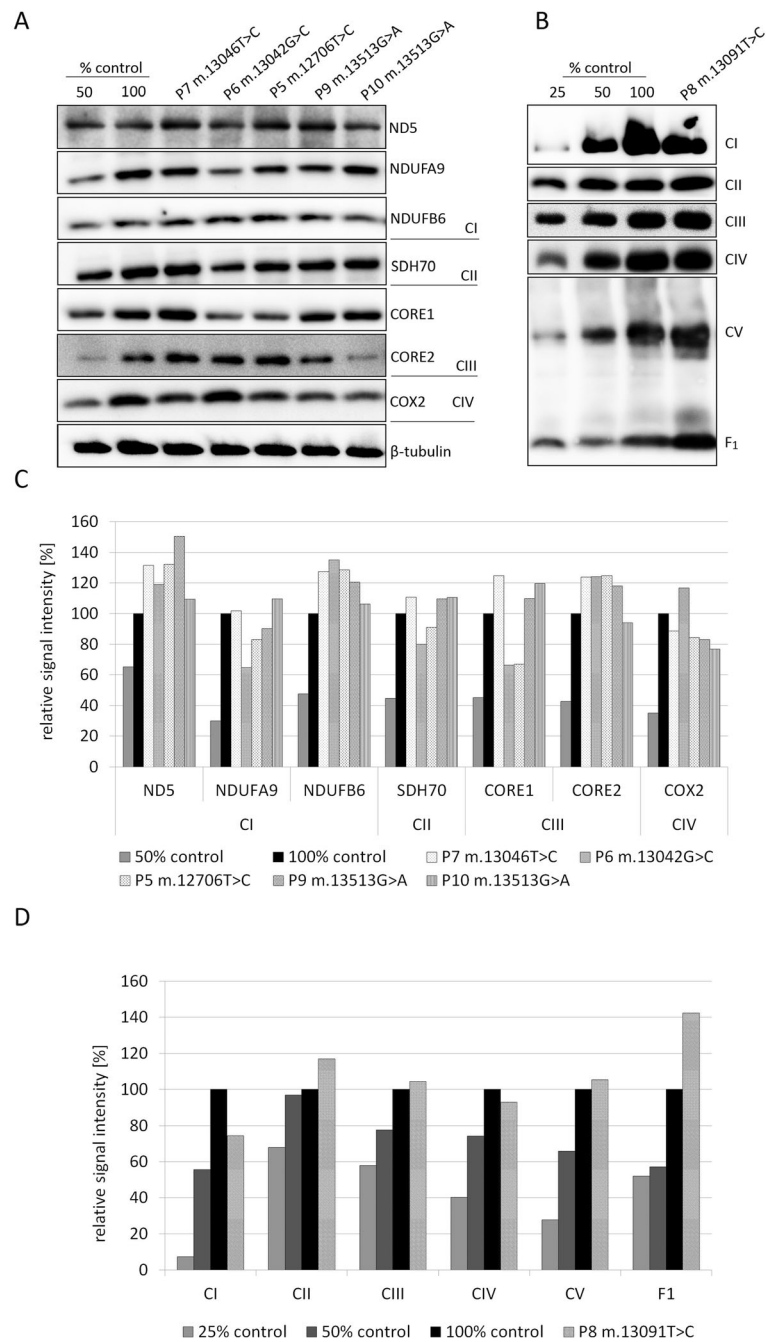 A
% control
50 100 P7 m.13046T>C P6 m.13042G>C P5 m.12706T>C P9 m.13513G>A P10 m.13513G>A
ND5
NDUFA9
NDUFB6 CI
SDH70 CII
CORE1
CORE2 CIII
COX2 CIV
β-tubulin
B
% control
25 50 100 P8 m.13091T>C
CI
CII
CIII
CIV
CV
F1
C
relative signal intensity [%]
160
140
120
100
80
60
40
20
0
ND5 NDUFA9 NDUFB6 SDH70 CORE1 CORE2 COX2
CI CII CIII CIV
50% control 100% control P7 m.13046T>C P6 m.13042G>C
P5 m.12706T>C P9 m.13513G>A P10 m.13513G>A
D
relative signal intensity [%]
160
140
120
100
80
60
40
20
0
CI CII CIII CIV CV F1
25% control 50% control 100% control P8 m.13091T>C